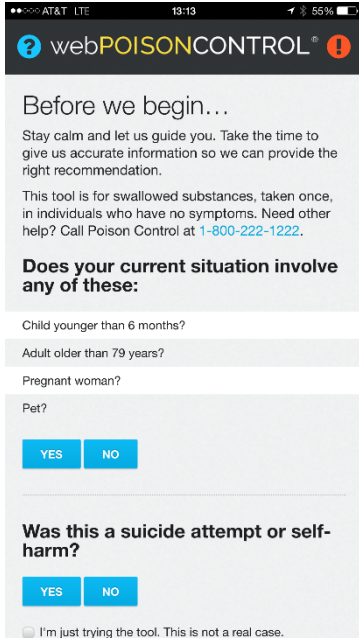 AT&T LTE 13:13 55%
? webPOISONCONTROL® !
Before we begin...
Stay calm and let us guide you. Take the time to
give us accurate information so we can provide the
right recommendation.
This tool is for swallowed substances, taken once,
in individuals who have no symptoms. Need other
help? Call Poison Control at 1-800-222-1222.
Does your current situation involve
any of these:
Child younger than 6 months?
Adult older than 79 years?
Pregnant woman?
Pet?
YES NO
Was this a suicide attempt or self-
harm?
YES NO
I'm just trying the tool. This is not a real case.